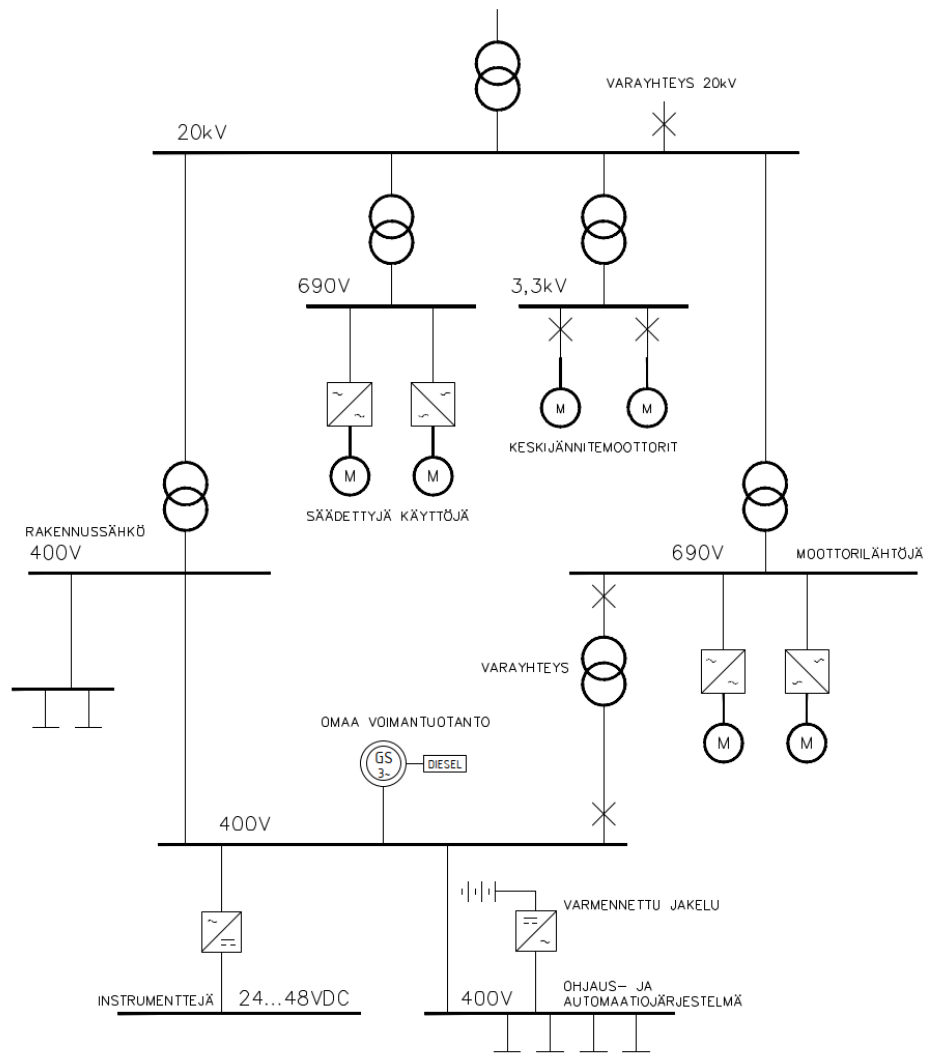 VARAYHTEYS 20kV
20kV
690V
3,3kV
M
M
KESKIJÄNNITEMOOTTORIT
M
M
SÄÄDETTYJÄ KÄYTTÖJÄ
RAKENNUSSÄHKÖ
400V
690V
MOOTTORILÄHTÖJÄ
VARAYHTEYS
OMAA VOIMANTUOTANTO
M
M
GS
3~
DIESEL
400V
VARMENNETTU JAKELU
INSTRUMENTTEJÄ
24...48VDC
400V
OHJAUS- JA
AUTOMAATIOJÄRJESTELMÄ